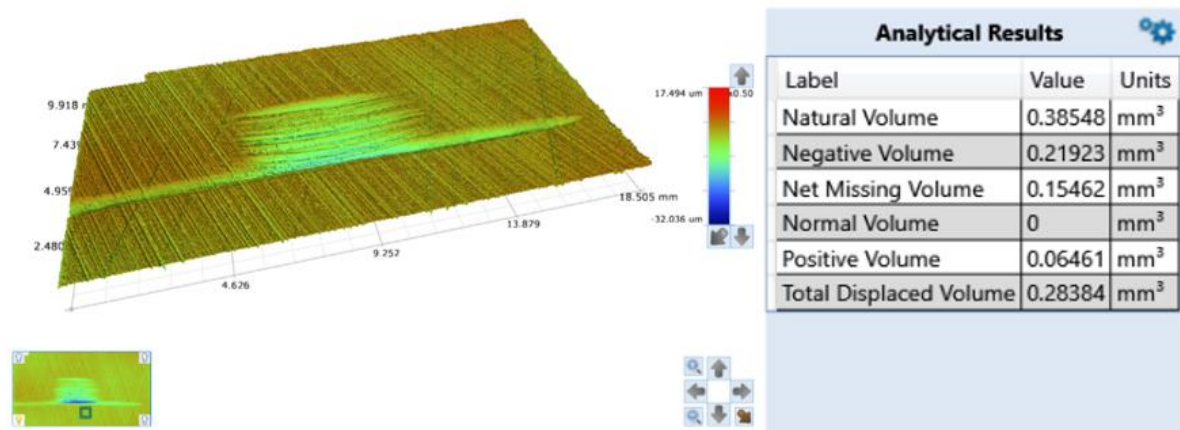 Analytical Results
Label Value Units
Natural Volume 0.38548 mm³
Negative Volume 0.21923 mm³
Net Missing Volume 0.15462 mm³
Normal Volume 0 mm³
Positive Volume 0.06461 mm³
Total Displaced Volume 0.28384 mm³
17.494 um x0.50
-32.036 um
9.918
7.439
4.959
2.480
4.626
9.252
13.879
18.505 mm